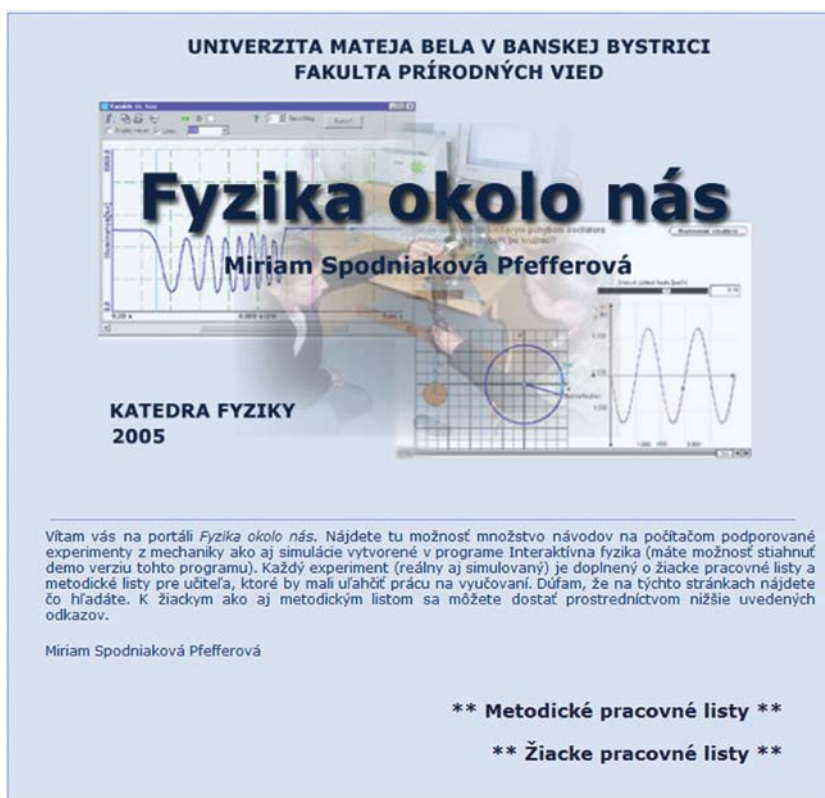 UNIVERZITA MATEJA BELA V BANSKEJ BYSTRICI
FAKULTA PRÍRODNÝCH VIED
Fyzika okolo nás
Miriam Spodniaková Pfefferová
KATEDRA FYZIKY
2005
Vítam vás na portáli Fyzika okolo nás. Nájdete tu možnosť množstvo návodov na počítačom podporované
experimenty z mechaniky ako aj simulácie vytvorené v programe Interaktívna fyzika (máte možnosť stiahnuť
demo verziu tohto programu). Každý experiment (reálny aj simulovaný) je doplnený o žiacke pracovné listy a
metodické listy pre učiteľa, ktoré by mali uľahčiť prácu na vyučovaní. Dúfam, že na týchto stránkach nájdete
čo hľadáte. K žiackym ako aj metodickým listom sa môžete dostať prostredníctvom nižšie uvedených
odkazov.
Miriam Spodniaková Pfefferová
** Metodické pracovné listy **
** Žiacke pracovné listy **